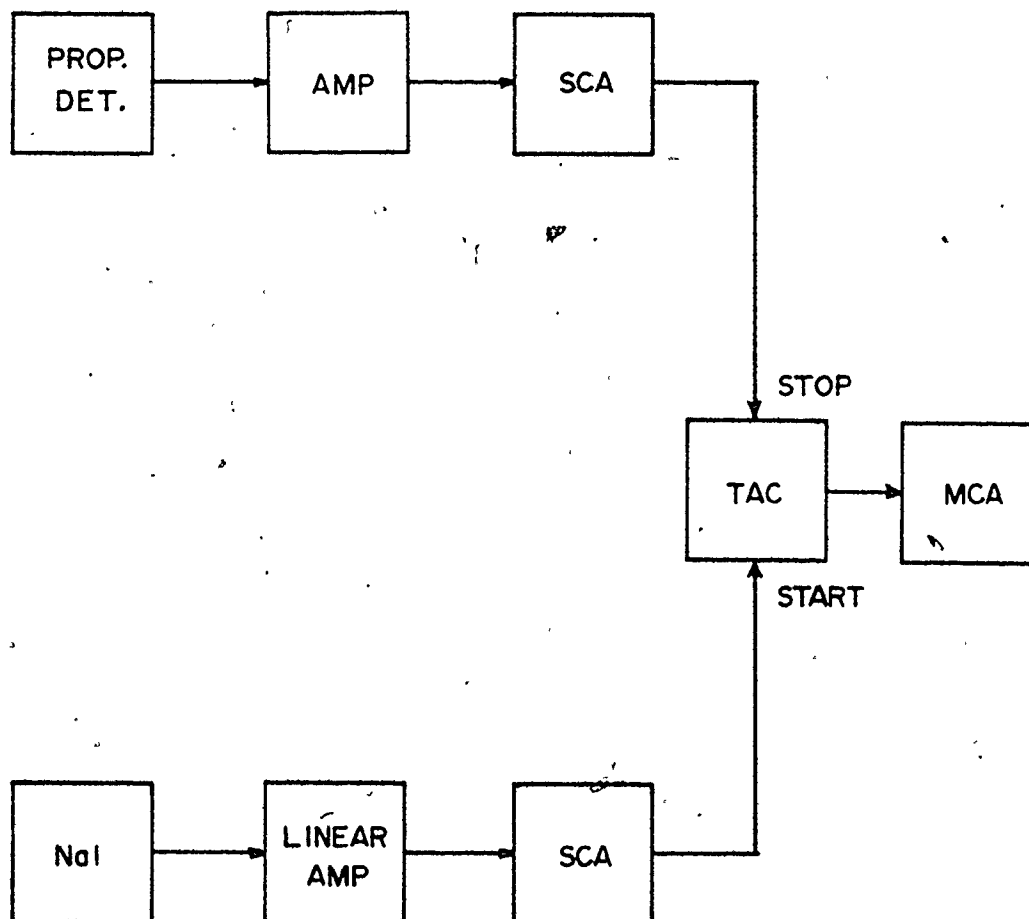 PROP.
DET.
AMP
SCA
STOP
TAC
MCA
START
NaI
LINEAR
AMP
SCA